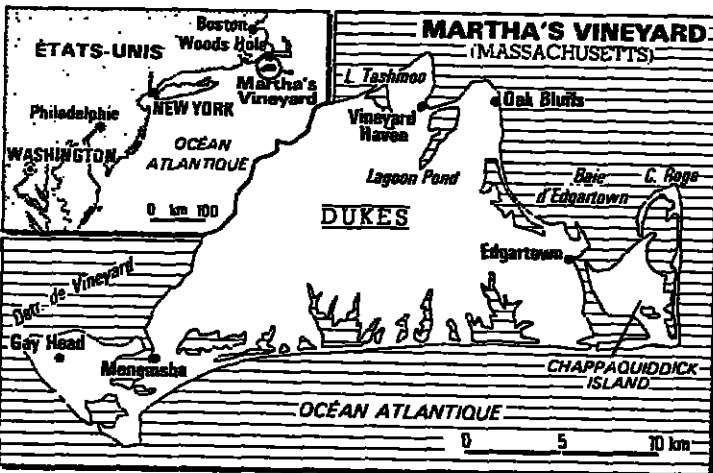 Boston
Woods Hole
ÉTATS-UNIS
Martha's
Vineyard
NEW YORK
Philadelphie
OCÉAN
ATLANTIQUE
WASHINGTON
0 km 100
MARTHA'S VINEYARD
(MASSACHUSETTS)
L. Tashmoo
Oak Bluffs
Vineyard
Haven
Lagoon Pond
Baie
d'Edgartown
C. Poge
DUKES
Edgartown
Détr. de Vineyard
Gay Head
Menemsha
CHAPPAQUIDDICK
ISLAND
OCÉAN ATLANTIQUE
0 5 10 km